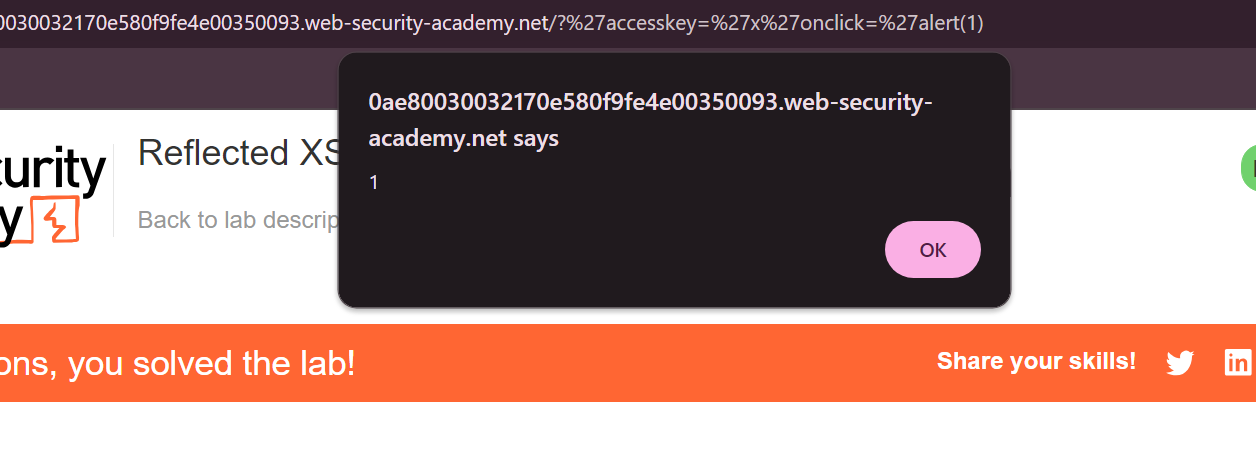 0030032170e580f9fe4e00350093.web-security-academy.net/?%27accesskey=%27x%27onclick=%27alert(1)
0ae80030032170e580f9fe4e00350093.web-security-
academy.net says
1
OK
curity
y
Reflected XS
Back to lab descrip
ons, you solved the lab!
Share your skills!